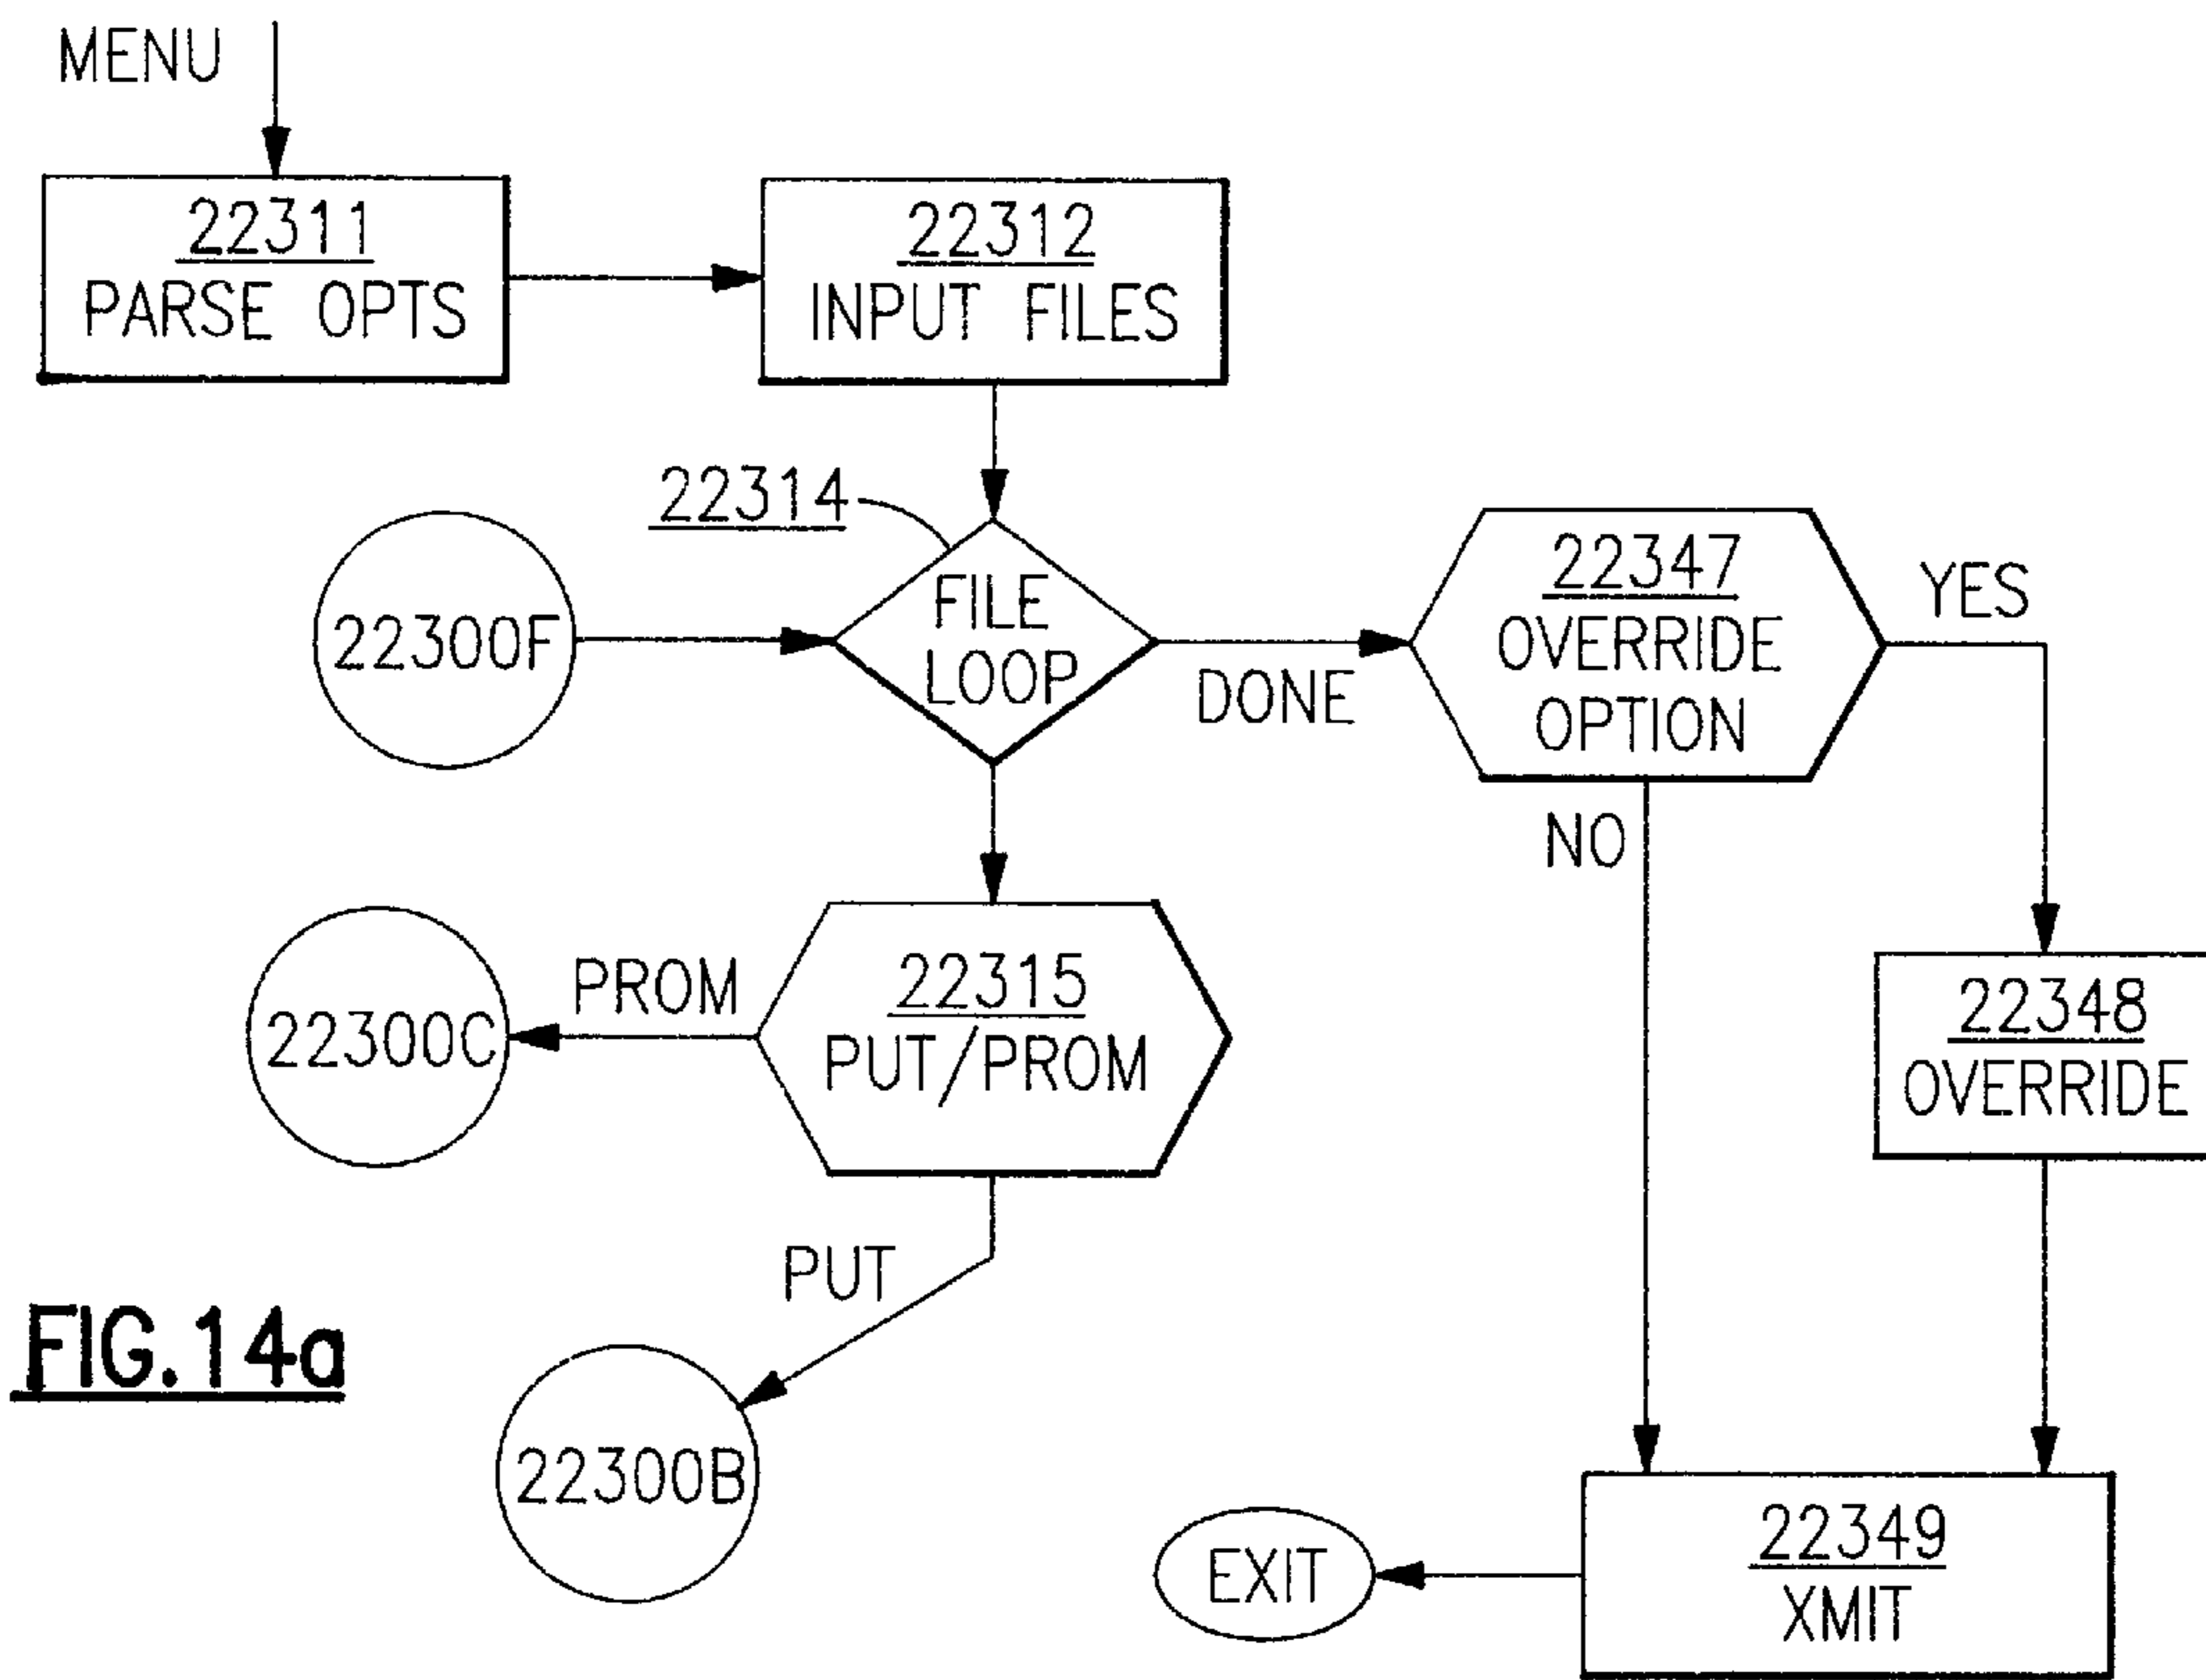 MENU
22311
PARSE OPTS
22312
INPUT FILES
22314
22300F
FILE
LOOP
DONE
22347
OVERRIDE
OPTION
YES
NO
22300C
PROM
22315
PUT/PROM
22348
OVERRIDE
PUT
FIG.14a
22300B
EXIT
22349
XMIT